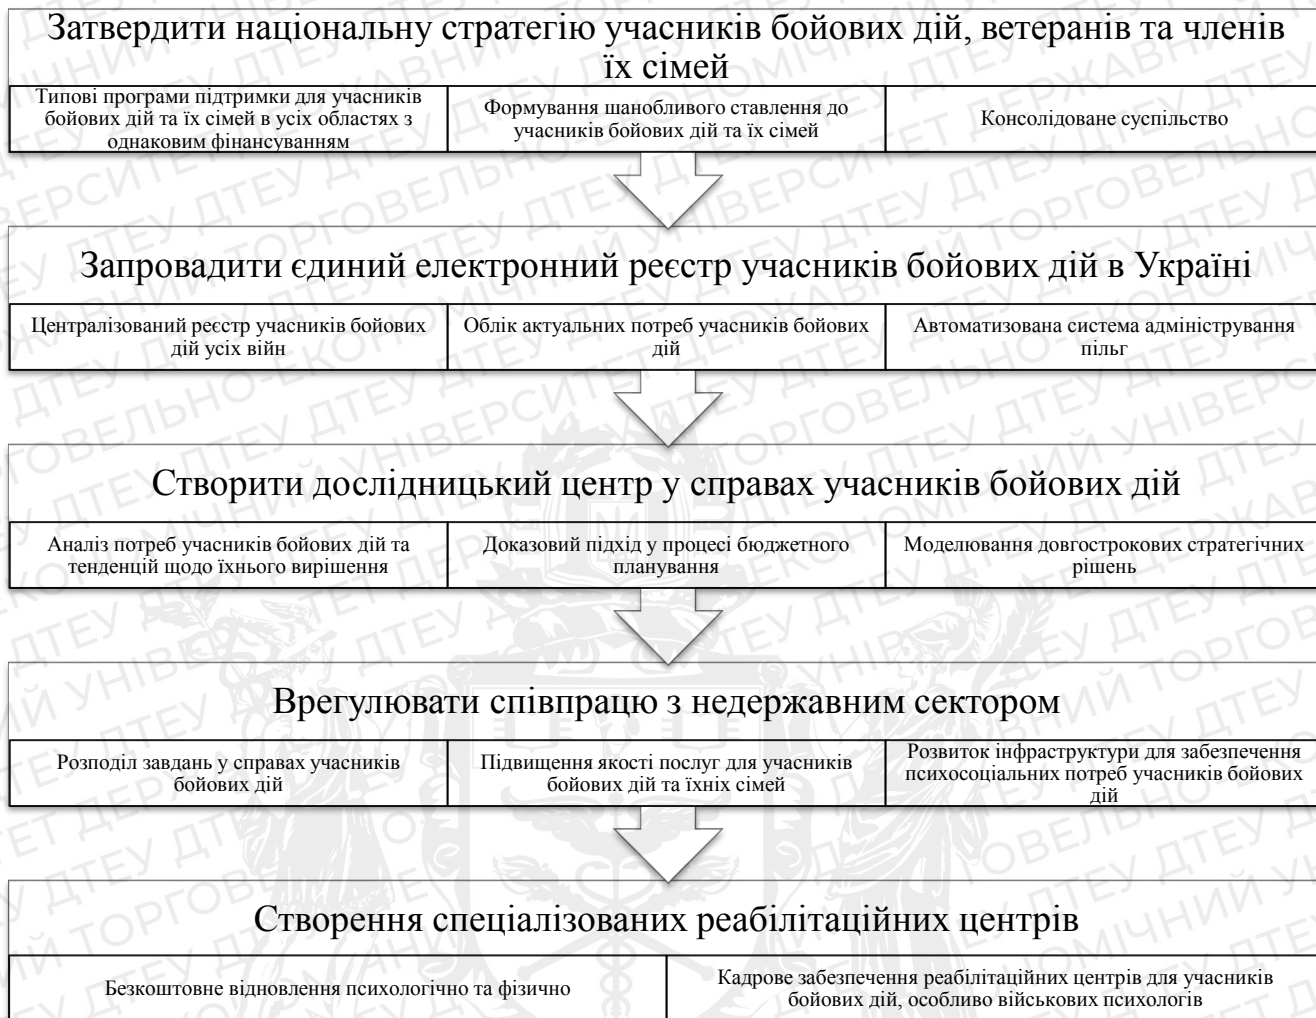 Затвердити національну стратегію учасників бойових дій, ветеранів та членів
їх сімей
Типові програми підтримки для учасників
бойових дій та їх сімей в усіх областях з
однаковим фінансуванням
Формування шанобливого ставлення до
учасників бойових дій та їх сімей
Консолідоване суспільство
Запровадити єдиний електронний реєстр учасників бойових дій в Україні
Централізований реєстр учасників бойових
дій усіх війн
Облік актуальних потреб учасників бойових
дій
Автоматизована система адміністрування
пільг
Створити дослідницький центр у справах учасників бойових дій
Аналіз потреб учасників бойових дій та
тенденцій щодо їхнього вирішення
Доказовий підхід у процесі бюджетного
планування
Моделювання довгострокових стратегічних
рішень
Врегулювати співпрацю з недержавним сектором
Розподіл завдань у справах учасників
бойових дій
Підвищення якості послуг для учасників
бойових дій та їхніх сімей
Розвиток інфраструктури для забезпечення
психосоціальних потреб учасників бойових
дій
Створення спеціалізованих реабілітаційних центрів
Безкоштовне відновлення психологічно та фізично
Кадрове забезпечення реабілітаційних центрів для учасників
бойових дій, особливо військових психологів